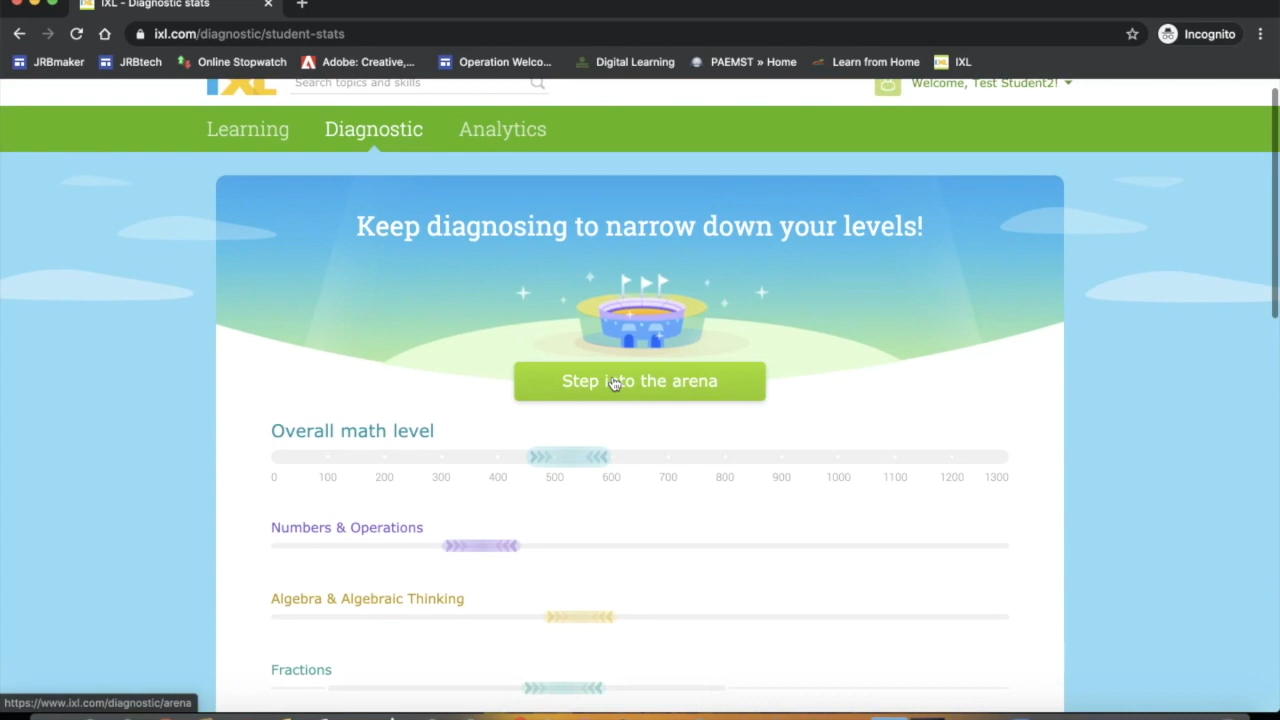 IXL - Diagnostic stats
ixl.com/diagnostic/student-stats
Incognito
JRBmaker JRBtech Online Stopwatch Adobe: Creative,... Operation Welco... Digital Learning PAEMST » Home Learn from Home IXL
IXL Search topics and skills Welcome, Test Student2!
Learning Diagnostic Analytics
Keep diagnosing to narrow down your levels!
Step into the arena
Overall math level
0 100 200 300 400 500 600 700 800 900 1000 1100 1200 1300
Numbers & Operations
Algebra & Algebraic Thinking
Fractions
https://www.ixl.com/diagnostic/arena